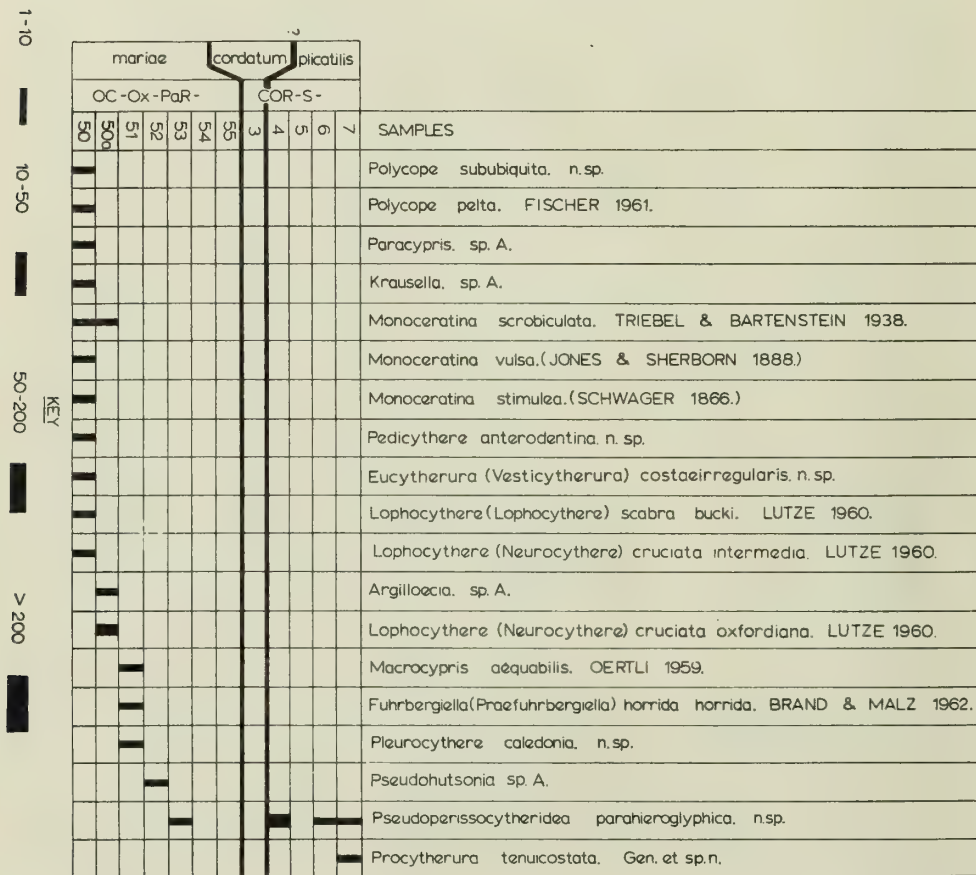 KEY
1-10
10-50
50-200
> 200
?
mariae cordatum plicatilis
OC-Ox-PaR- COR-S-
50 50a 51 52 53 54 55 3 4 5 6 7 SAMPLES
Polycope sububiquita. n.sp.
Polycope pelta. FISCHER 1961.
Paracypris. sp. A.
Krausella. sp. A.
Monoceratina scrobiculata. TRIEBEL & BARTENSTEIN 1938.
Monoceratina vulsa.(JONES & SHERBORN 1888.)
Monoceratina stimulea.(SCHWAGER 1866.)
Pedicythere anterodentina. n. sp.
Eucytherura (Vesticytherura) costaeirregularis. n. sp.
Lophocythere (Lophocythere) scabra bucki. LUTZE 1960.
Lophocythere (Neurocythere) cruciata intermedia. LUTZE 1960.
Argilloecia. sp. A.
Lophocythere (Neurocythere) cruciata oxfordiana. LUTZE 1960.
Macrocypris aequabilis. OERTLI 1959.
Fuhrbergiella(Praefuhrbergiella) horrida horrida. BRAND & MALZ 1962.
Pleurocythere caledonia. n.sp.
Pseudohutsonia sp. A.
Pseudoperissocytheridea parahieroglyphica. n.sp.
Procytherura tenuicostata. Gen. et sp.n.